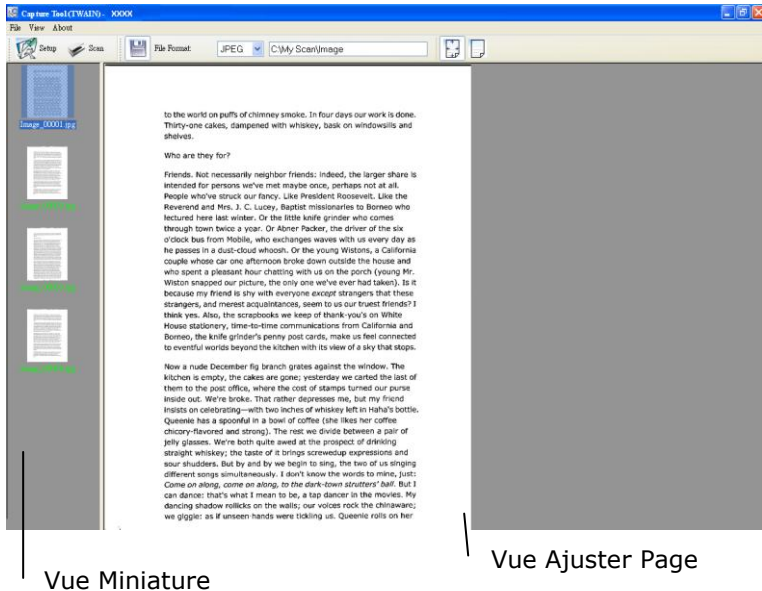 Capture Tool(TWAIN) - XXXX
File View About
Setup Scan File Format: JPEG C:\My Scan\Image
Image_00001.jpg
to the world on puffs of chimney smoke. In four days our work is done.
Thirty-one cakes, dampened with whiskey, bask on windowsills and
shelves.
Who are they for?
Friends. Not necessarily neighbor friends: indeed, the larger share is
intended for persons we've met maybe once, perhaps not at all.
People who've struck our fancy. Like President Roosevelt. Like the
Reverend and Mrs. J. C. Lucey, Baptist missionaries to Borneo who
lectured here last winter. Or the little knife grinder who comes
through town twice a year. Or Abner Packer, the driver of the six
o'clock bus from Mobile, who exchanges waves with us every day as
he passes in a dust-cloud whoosh. Or the young Wistons, a California
couple whose car one afternoon broke down outside the house and
who spent a pleasant hour chatting with us on the porch (young Mr.
Wiston snapped our picture, the only one we've ever had taken). Is it
because my friend is shy with everyone except strangers that these
strangers, and merest acquaintances, seem to us our truest friends? I
think yes. Also, the scrapbooks we keep of thank-you's on White
House stationery, time-to-time communications from California and
Borneo, the knife grinder's penny post cards, make us feel connected
to eventful worlds beyond the kitchen with its view of a sky that stops.
Now a nude December fig branch grates against the window. The
kitchen is empty, the cakes are gone; yesterday we carted the last of
them to the post office, where the cost of stamps turned our purse
inside out. We're broke. That rather depresses me, but my friend
insists on celebrating—with two inches of whiskey left in Haha's bottle.
Queenie has a spoonful in a bowl of coffee (she likes her coffee
chicory-flavored and strong). The rest we divide between a pair of
jelly glasses. We're both quite awed at the prospect of drinking
straight whiskey; the taste of it brings screwedup expressions and
sour shudders. But by and by we begin to sing, the two of us singing
different songs simultaneously. I don't know the words to mine, just:
Come on along, come on along, to the dark-town strutters' ball. But I
can dance: that's what I mean to be, a tap dancer in the movies. My
dancing shadow rollicks on the walls; our voices rock the chinaware;
we giggle: as if unseen hands were tickling us. Queenie rolls on her
Vue Ajuster Page
Vue Miniature